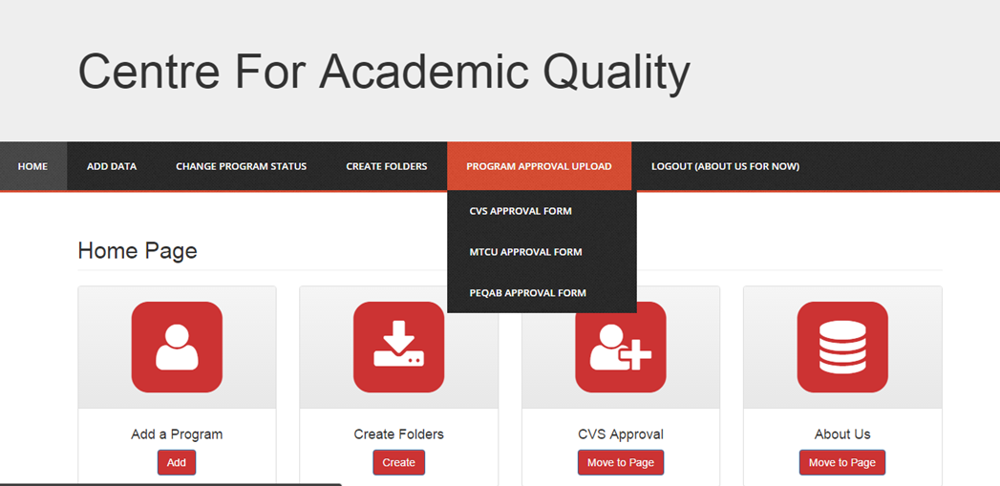 Centre For Academic Quality
HOME ADD DATA CHANGE PROGRAM STATUS CREATE FOLDERS PROGRAM APPROVAL UPLOAD LOGOUT (ABOUT US FOR NOW)
CVS APPROVAL FORM
MTCU APPROVAL FORM
PEQAB APPROVAL FORM
Home Page
Add a Program Create Folders CVS Approval About Us
Add Create Move to Page Move to Page